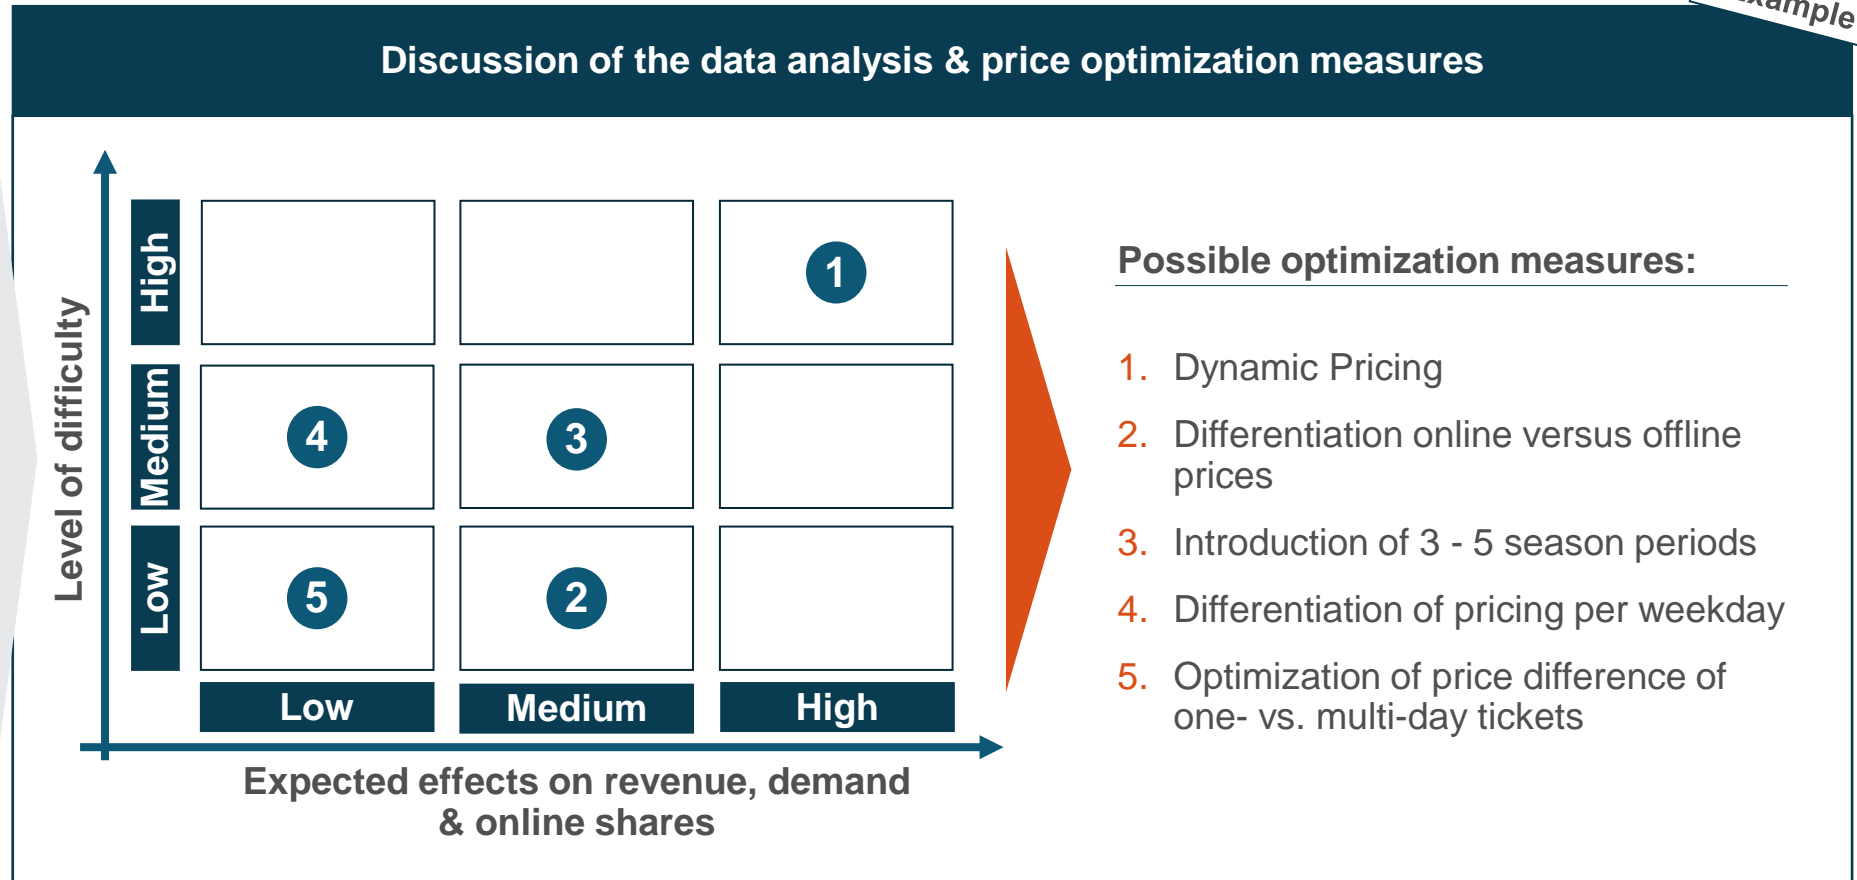 Discussion of the data analysis & price optimization measures
Level of difficulty
High
1
Medium
4
3
Low
5
2
Low
Medium
High
Expected effects on revenue, demand
& online shares
Possible optimization measures:
1. Dynamic Pricing
2. Differentiation online versus offline
prices
3. Introduction of 3 - 5 season periods
4. Differentiation of pricing per weekday
5. Optimization of price difference of
one- vs. multi-day tickets